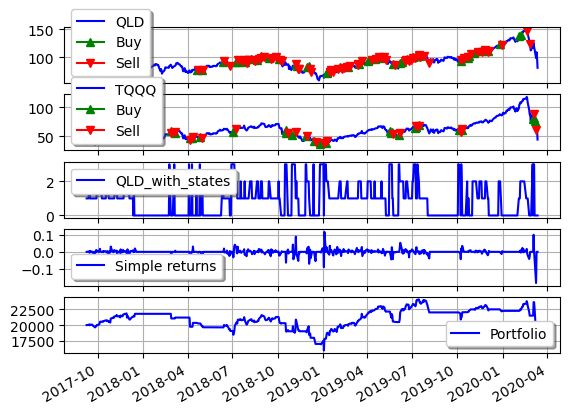 QLD
Buy
Sell
150
100
TQQQ
Buy
Sell
100
50
QLD_with_states
2
0
Simple returns
0.1
0.0
−0.1
Portfolio
22500
20000
17500
2017-10
2018-01
2018-04
2018-07
2018-10
2019-01
2019-04
2019-07
2019-10
2020-01
2020-04